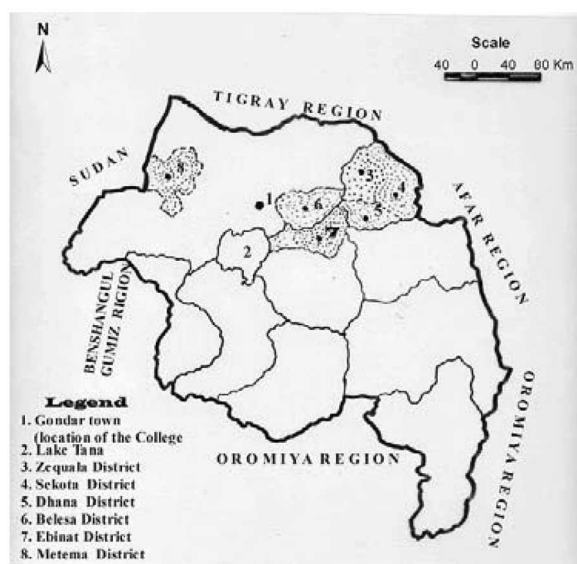 N
Scale
40 0 40 80 Km
TIGRAY REGION
SUDAN
AFAR REGION
BENSHANGUL
GUMIZ RIGION
OROMIYA REGION
OROMIYA REGION
1
2
3
4
5
6
7
8
Legend
1. Gondar town
(location of the College
2. Lake Tana
3. Zequala District
4. Sekota District
5. Dhana District
6. Belesa District
7. Ebinat District
8. Metema District